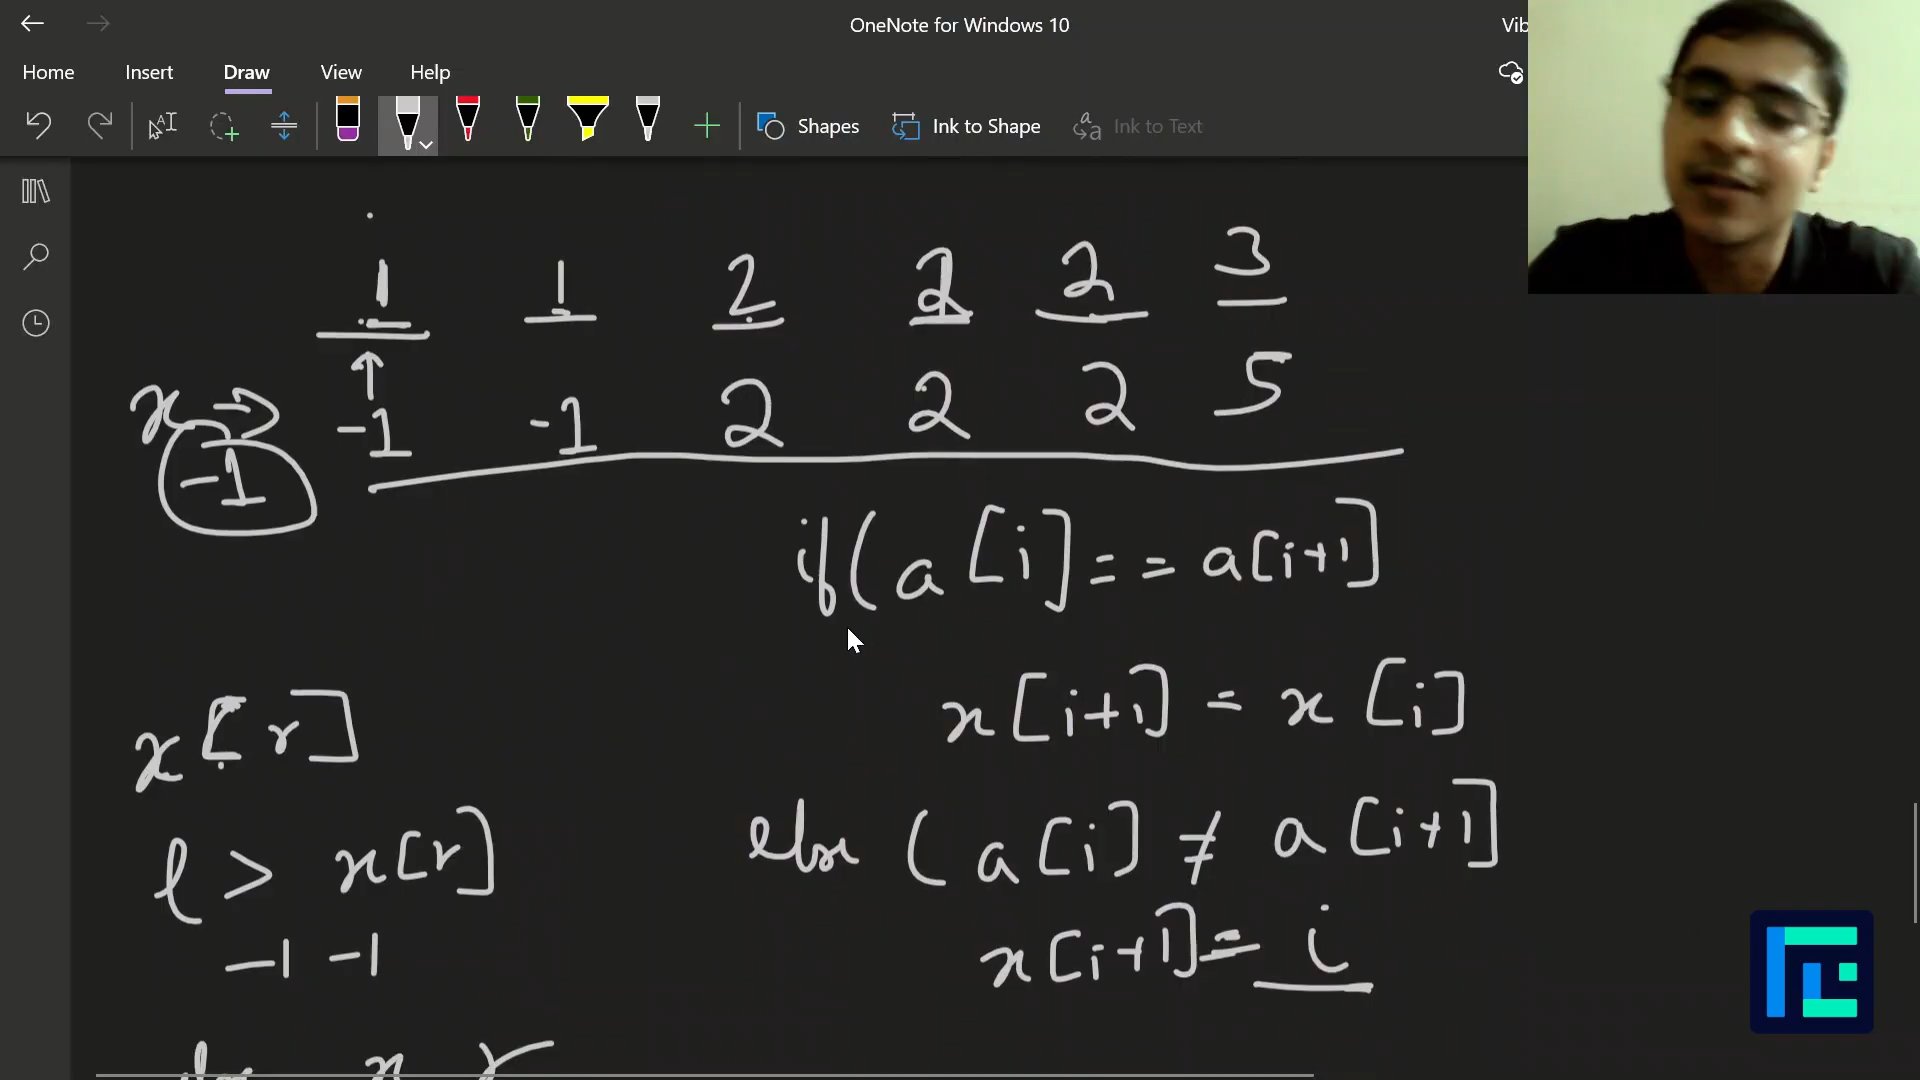 OneNote for Windows 10
Vib
Home Insert Draw View Help
Shapes Ink to Shape Ink to Text
i
1 1 2 2 2 3
x → -1 -1 2 2 2 5
-1
if( a[i] == a[i+1]
x[i+1] = x[i]
x[r]
else ( a[i] ≠ a[i+1]
l > x[r]
x[i+1] = i
-1 -1